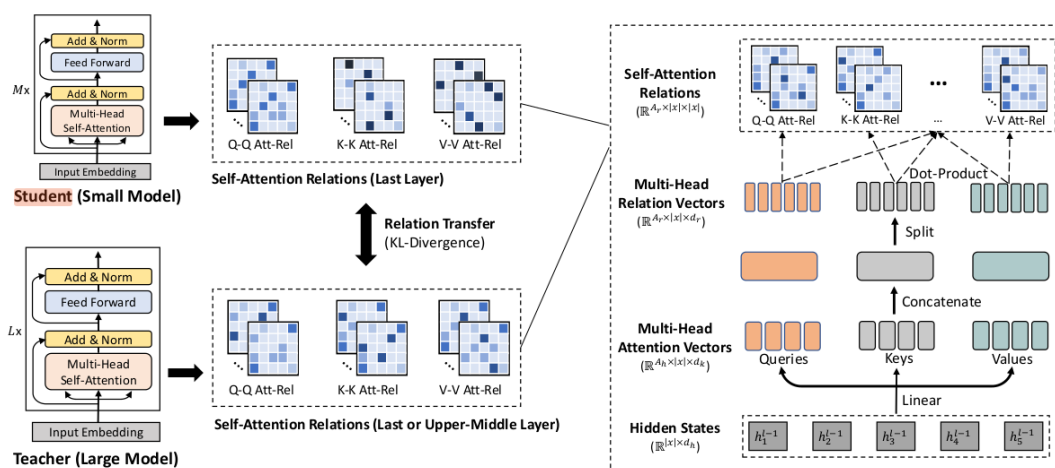 Add & Norm
Feed Forward
Mx
Add & Norm
Multi-Head
Self-Attention
Input Embedding
Student (Small Model)
Q-Q Att-Rel
K-K Att-Rel
V-V Att-Rel
Self-Attention Relations (Last Layer)
Relation Transfer
(KL-Divergence)
Add & Norm
Feed Forward
Lx
Add & Norm
Multi-Head
Self-Attention
Input Embedding
Teacher (Large Model)
Q-Q Att-Rel
K-K Att-Rel
V-V Att-Rel
Self-Attention Relations (Last or Upper-Middle Layer)
Self-Attention
Relations
(ℝ^{A_r×|x|×|x|})
Q-Q Att-Rel
K-K Att-Rel
...
V-V Att-Rel
Dot-Product
Multi-Head
Relation Vectors
(ℝ^{A_r×|x|×d_r})
Split
Concatenate
Multi-Head
Attention Vectors
(ℝ^{A_h×|x|×d_k})
Queries
Keys
Values
Linear
Hidden States
(ℝ^{|x|×d_h})
h_1^{l-1}
h_2^{l-1}
h_3^{l-1}
h_4^{l-1}
h_5^{l-1}